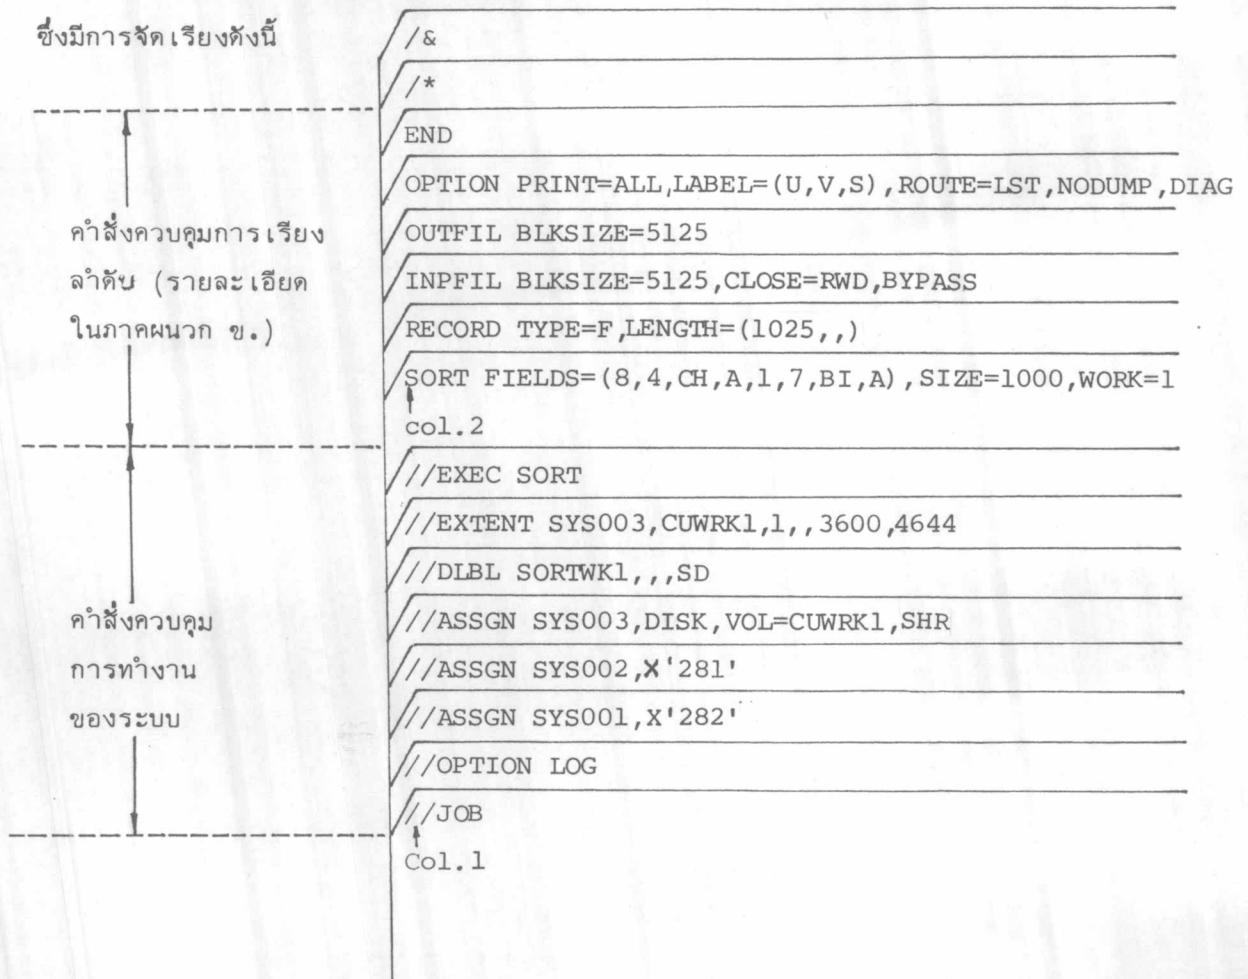 ซึ่งมีการจัดเรียงดังนี้
/&
/*
END
OPTION PRINT=ALL,LABEL=(U,V,S),ROUTE=LST,NODUMP,DIAG
OUTFIL BLKSIZE=5125
INPFIL BLKSIZE=5125,CLOSE=RWD,BYPASS
RECORD TYPE=F,LENGTH=(1025,,)
SORT FIELDS=(8,4,CH,A,1,7,BI,A),SIZE=1000,WORK=1
col.2
คำสั่งควบคุมการเรียง
ลำดับ (รายละเอียด
ในภาคผนวก ข.)
//EXEC SORT
//EXTENT SYS003,CUWRK1,1,,3600,4644
//DLBL SORTWK1,,,SD
//ASSGN SYS003,DISK,VOL=CUWRK1,SHR
//ASSGN SYS002,X'281'
//ASSGN SYS001,X'282'
//OPTION LOG
//JOB
Col.1
คำสั่งควบคุม
การทำงาน
ของระบบ